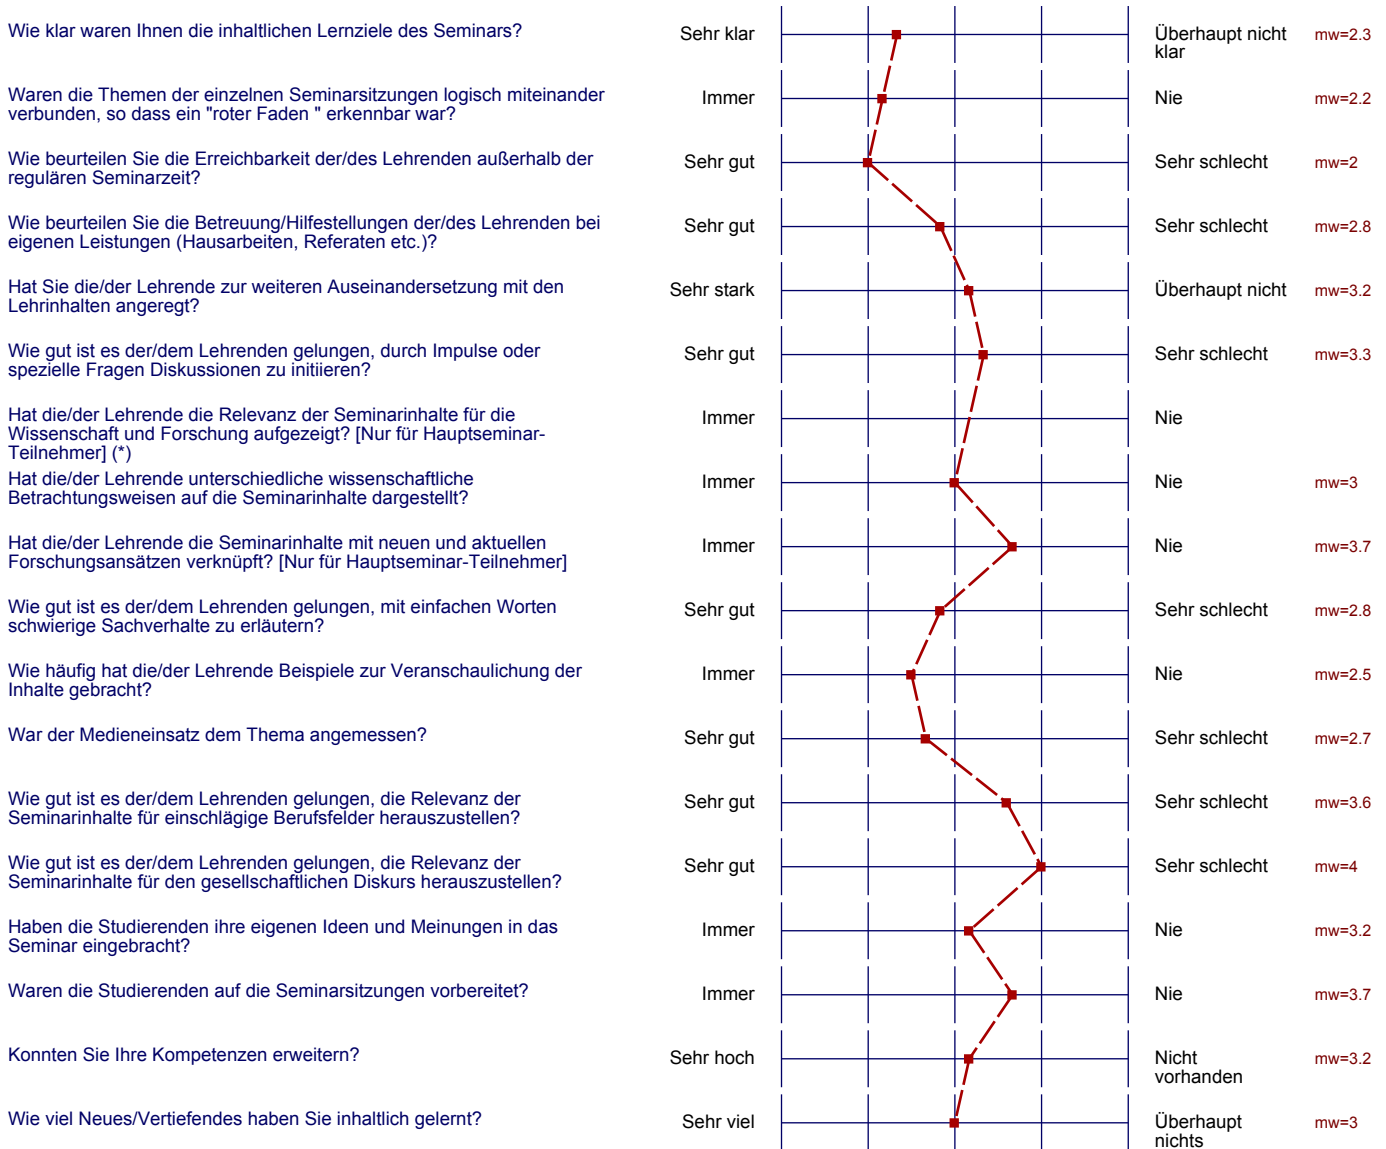 Wie klar waren Ihnen die inhaltlichen Lernziele des Seminars? Sehr klar Überhaupt nicht mw=2.3
klar
Waren die Themen der einzelnen Seminarsitzungen logisch miteinander Immer Nie mw=2.2
verbunden, so dass ein "roter Faden " erkennbar war?
Wie beurteilen Sie die Erreichbarkeit der/des Lehrenden außerhalb der Sehr gut Sehr schlecht mw=2
regulären Seminarzeit?
Wie beurteilen Sie die Betreuung/Hilfestellungen der/des Lehrenden bei Sehr gut Sehr schlecht mw=2.8
eigenen Leistungen (Hausarbeiten, Referaten etc.)?
Hat Sie die/der Lehrende zur weiteren Auseinandersetzung mit den Sehr stark Überhaupt nicht mw=3.2
Lehrinhalten angeregt?
Wie gut ist es der/dem Lehrenden gelungen, durch Impulse oder Sehr gut Sehr schlecht mw=3.3
spezielle Fragen Diskussionen zu initiieren?
Hat die/der Lehrende die Relevanz der Seminarinhalte für die Immer Nie
Wissenschaft und Forschung aufgezeigt? [Nur für Hauptseminar-
Teilnehmer] (*)
Hat die/der Lehrende unterschiedliche wissenschaftliche Immer Nie mw=3
Betrachtungsweisen auf die Seminarinhalte dargestellt?
Hat die/der Lehrende die Seminarinhalte mit neuen und aktuellen Immer Nie mw=3.7
Forschungsansätzen verknüpft? [Nur für Hauptseminar-Teilnehmer]
Wie gut ist es der/dem Lehrenden gelungen, mit einfachen Worten Sehr gut Sehr schlecht mw=2.8
schwierige Sachverhalte zu erläutern?
Wie häufig hat die/der Lehrende Beispiele zur Veranschaulichung der Immer Nie mw=2.5
Inhalte gebracht?
War der Medieneinsatz dem Thema angemessen? Sehr gut Sehr schlecht mw=2.7
Wie gut ist es der/dem Lehrenden gelungen, die Relevanz der Sehr gut Sehr schlecht mw=3.6
Seminarinhalte für einschlägige Berufsfelder herauszustellen?
Wie gut ist es der/dem Lehrenden gelungen, die Relevanz der Sehr gut Sehr schlecht mw=4
Seminarinhalte für den gesellschaftlichen Diskurs herauszustellen?
Haben die Studierenden ihre eigenen Ideen und Meinungen in das Immer Nie mw=3.2
Seminar eingebracht?
Waren die Studierenden auf die Seminarsitzungen vorbereitet? Immer Nie mw=3.7
Konnten Sie Ihre Kompetenzen erweitern? Sehr hoch Nicht mw=3.2
vorhanden
Wie viel Neues/Vertiefendes haben Sie inhaltlich gelernt? Sehr viel Überhaupt mw=3
nichts